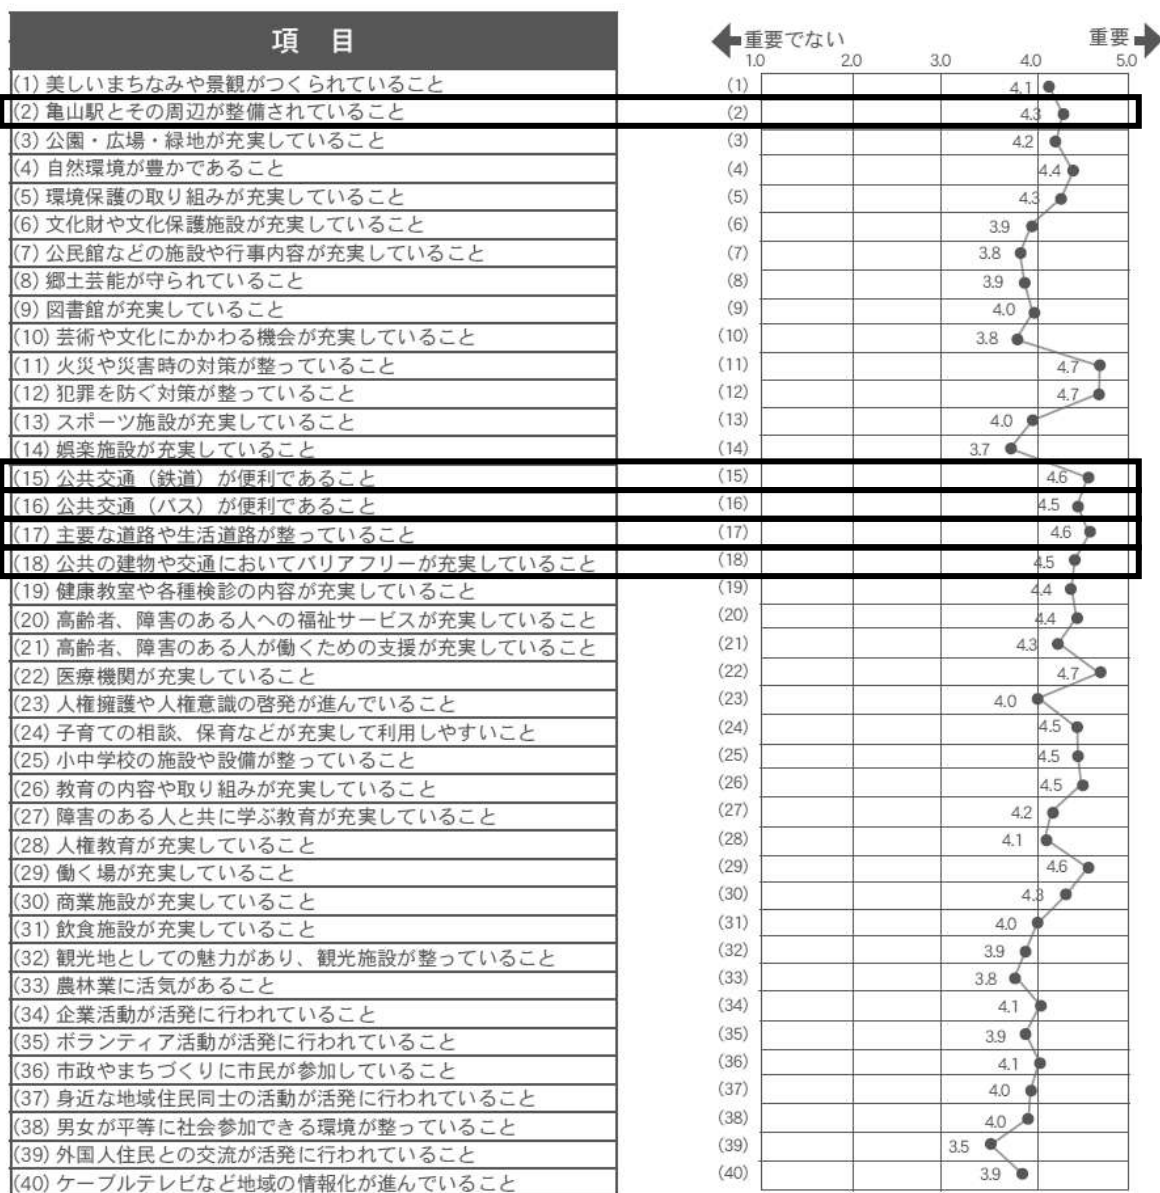 項　目
重要でない
重要
1.0 2.0 3.0 4.0 5.0
(1) 美しいまちなみや景観がつくられていること (1) 4.1
(2) 亀山駅とその周辺が整備されていること (2) 4.3
(3) 公園・広場・緑地が充実していること (3) 4.2
(4) 自然環境が豊かであること (4) 4.4
(5) 環境保護の取り組みが充実していること (5) 4.3
(6) 文化財や文化保護施設が充実していること (6) 3.9
(7) 公民館などの施設や行事内容が充実していること (7) 3.8
(8) 郷土芸能が守られていること (8) 3.9
(9) 図書館が充実していること (9) 4.0
(10) 芸術や文化にかかわる機会が充実していること (10) 3.8
(11) 火災や災害時の対策が整っていること (11) 4.7
(12) 犯罪を防ぐ対策が整っていること (12) 4.7
(13) スポーツ施設が充実していること (13) 4.0
(14) 娯楽施設が充実していること (14) 3.7
(15) 公共交通（鉄道）が便利であること (15) 4.6
(16) 公共交通（バス）が便利であること (16) 4.5
(17) 主要な道路や生活道路が整っていること (17) 4.6
(18) 公共の建物や交通においてバリアフリーが充実していること (18) 4.5
(19) 健康教室や各種検診の内容が充実していること (19) 4.4
(20) 高齢者、障害のある人への福祉サービスが充実していること (20) 4.4
(21) 高齢者、障害のある人が働くための支援が充実していること (21) 4.3
(22) 医療機関が充実していること (22) 4.7
(23) 人権擁護や人権意識の啓発が進んでいること (23) 4.0
(24) 子育ての相談、保育などが充実して利用しやすいこと (24) 4.5
(25) 小中学校の施設や設備が整っていること (25) 4.5
(26) 教育の内容や取り組みが充実していること (26) 4.5
(27) 障害のある人と共に学ぶ教育が充実していること (27) 4.2
(28) 人権教育が充実していること (28) 4.1
(29) 働く場が充実していること (29) 4.6
(30) 商業施設が充実していること (30) 4.3
(31) 飲食施設が充実していること (31) 4.0
(32) 観光地としての魅力があり、観光施設が整っていること (32) 3.9
(33) 農林業に活気があること (33) 3.8
(34) 企業活動が活発に行われていること (34) 4.1
(35) ボランティア活動が活発に行われていること (35) 3.9
(36) 市政やまちづくりに市民が参加していること (36) 4.1
(37) 身近な地域住民同士の活動が活発に行われていること (37) 4.0
(38) 男女が平等に社会参加できる環境が整っていること (38) 4.0
(39) 外国人住民との交流が活発に行われていること (39) 3.5
(40) ケーブルテレビなど地域の情報化が進んでいること (40) 3.9